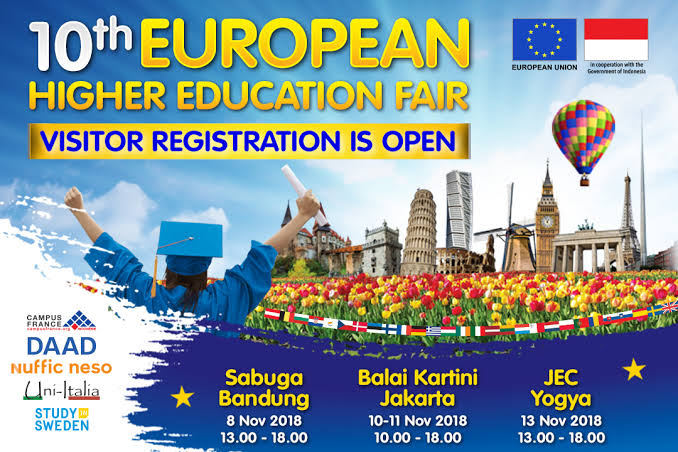 10th EUROPEAN
HIGHER EDUCATION FAIR
VISITOR REGISTRATION IS OPEN
EUROPEAN UNION
in cooperation with the
Government of Indonesia
CAMPUS
FRANCE
campusfrance.org
DAAD
nuffic neso
Uni-Italia
STUDY IN
SWEDEN
Sabuga
Bandung
8 Nov 2018
13.00 - 18.00
Balai Kartini
Jakarta
10-11 Nov 2018
10.00 - 18.00
JEC
Yogya
13 Nov 2018
13.00 - 18.00